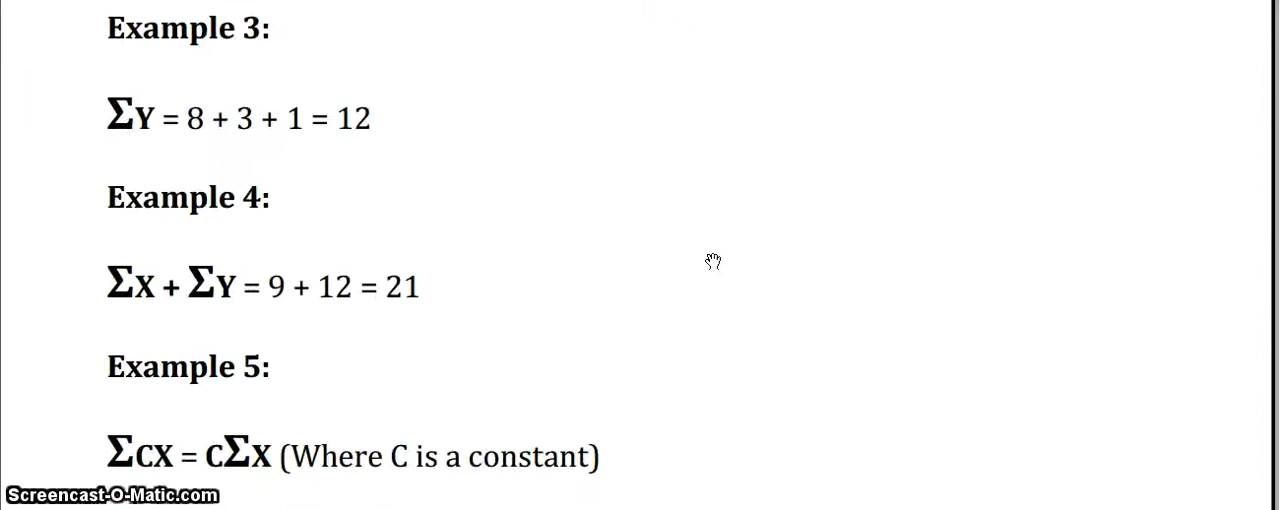 Example 3:
ΣY = 8 + 3 + 1 = 12
Example 4:
ΣX + ΣY = 9 + 12 = 21
Example 5:
ΣCX = CΣX (Where C is a constant)
Screencast-O-Matic.com